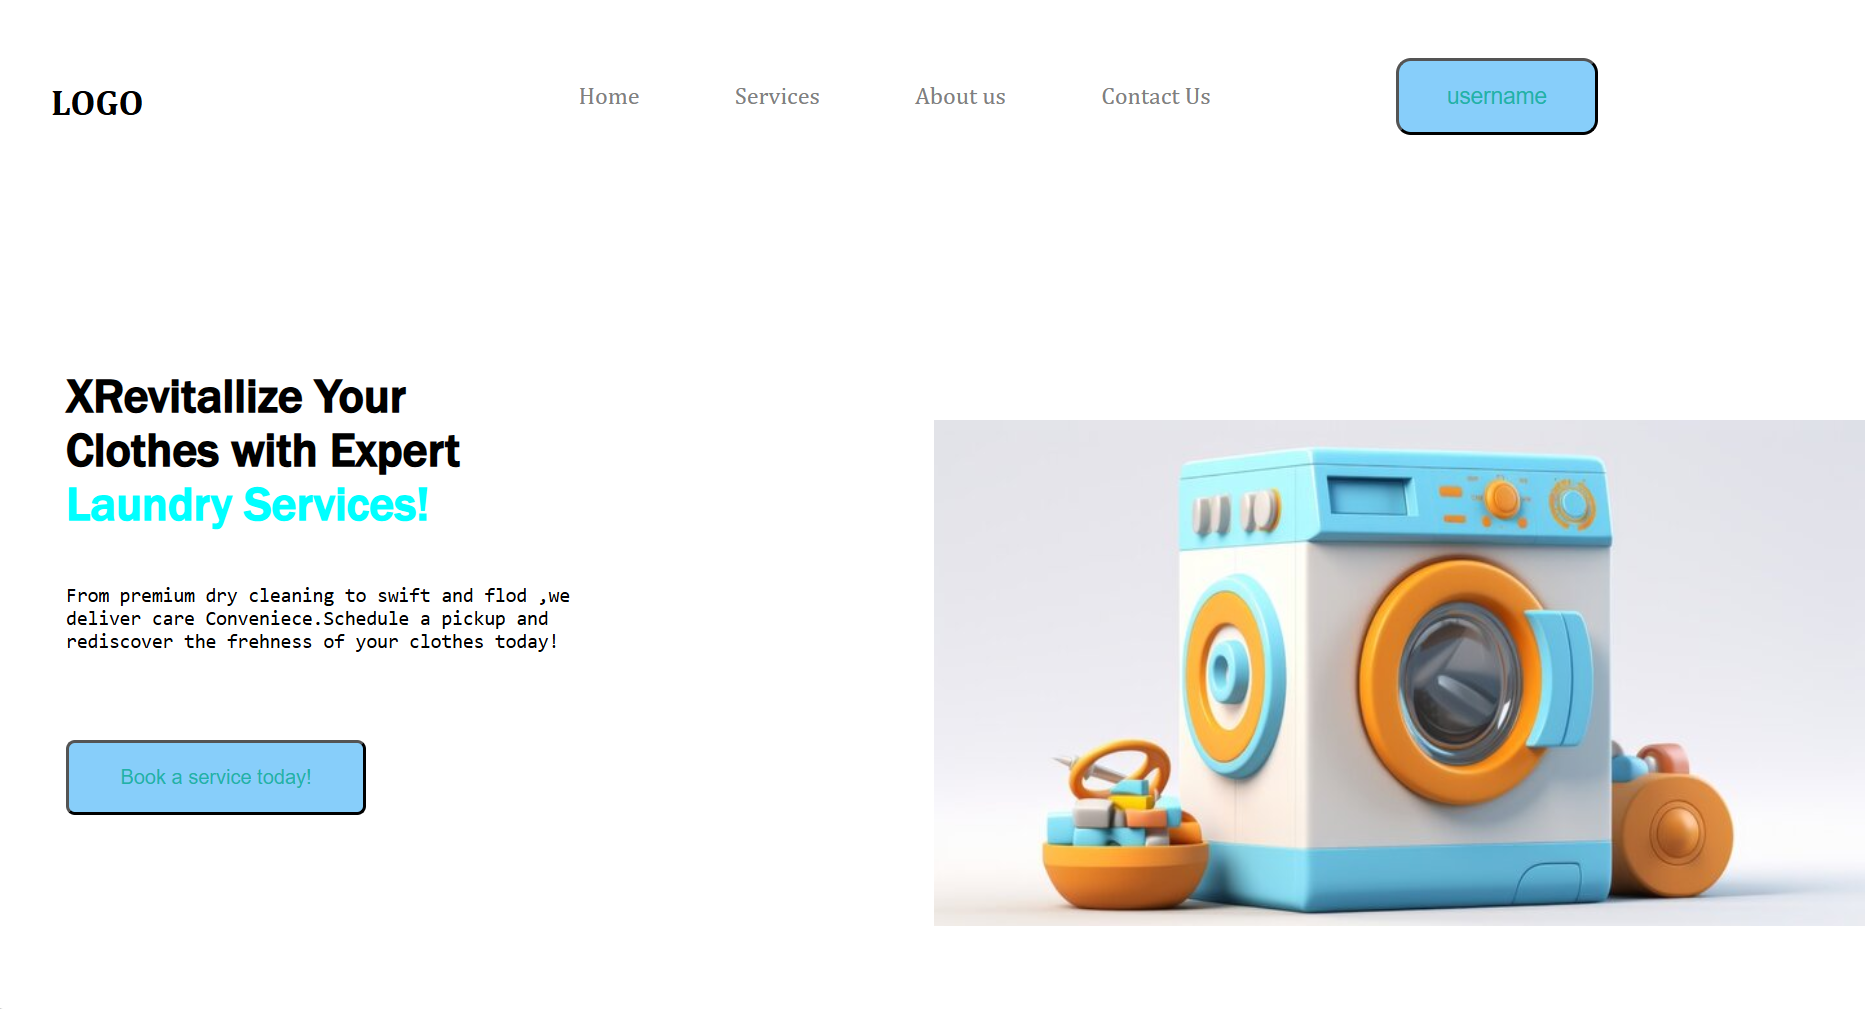 LOGO
Home Services About us Contact Us username
XRevitallize Your
Clothes with Expert
Laundry Services!
From premium dry cleaning to swift and flod ,we
deliver care Conveniece.Schedule a pickup and
rediscover the frehness of your clothes today!
Book a service today!